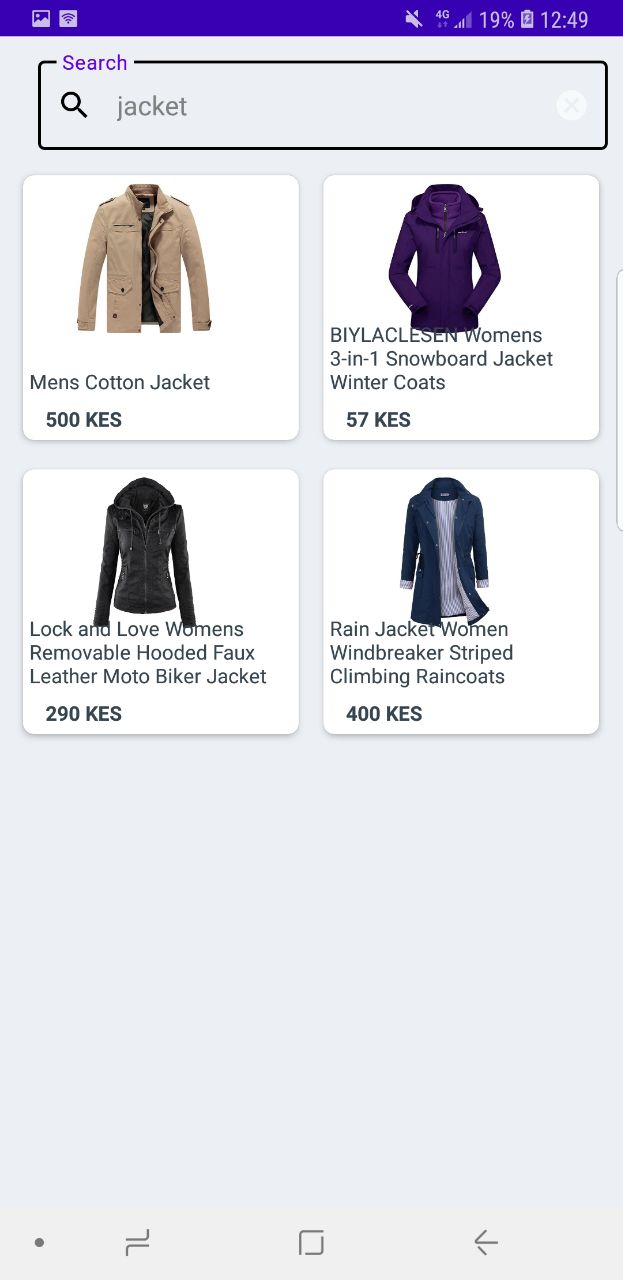 4G 19% 12:49
Search
jacket
Mens Cotton Jacket
500 KES
BIYLACLESEN Womens
3-in-1 Snowboard Jacket
Winter Coats
57 KES
Lock and Love Womens
Removable Hooded Faux
Leather Moto Biker Jacket
290 KES
Rain Jacket Women
Windbreaker Striped
Climbing Raincoats
400 KES